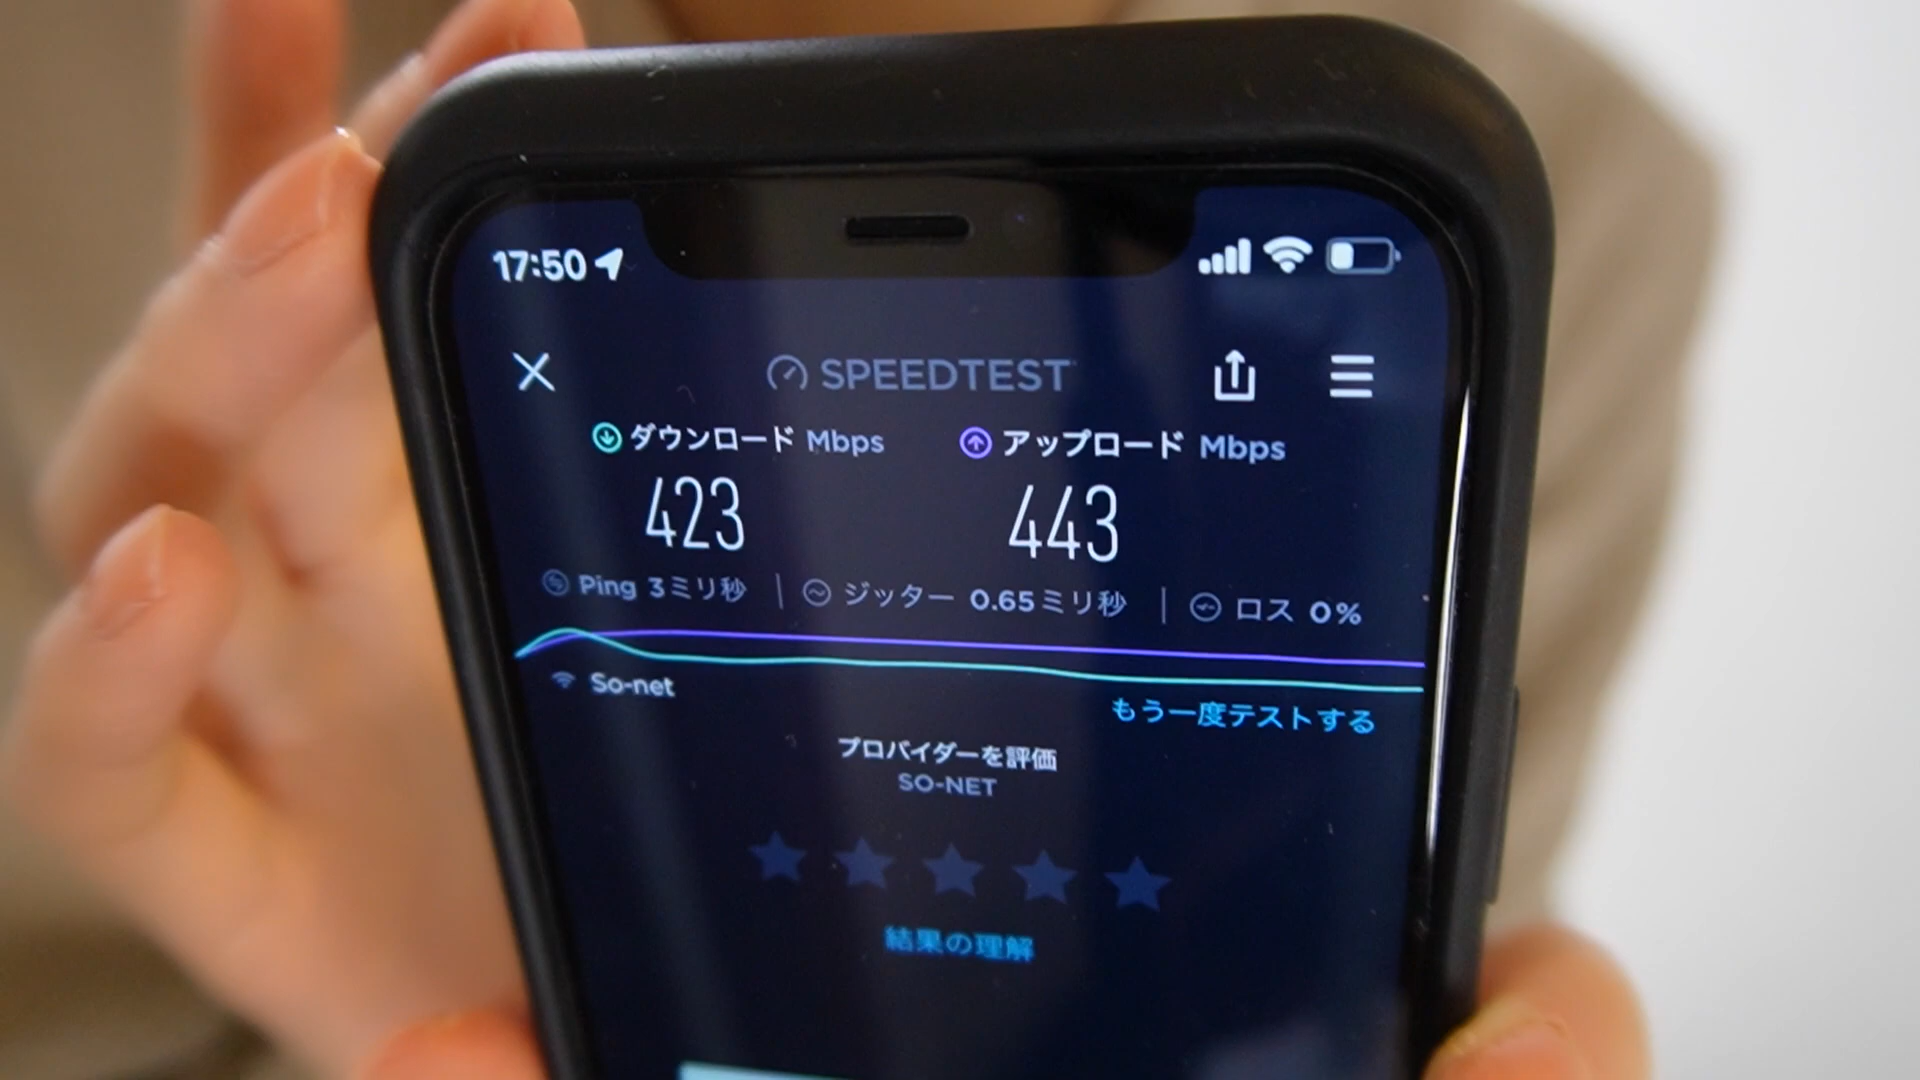 17:50
SPEEDTEST
ダウンロード Mbps アップロード Mbps
423 443
Ping 3ミリ秒 | ジッター 0.65ミリ秒 | ロス 0%
So-net
もう一度テストする
プロバイダーを評価
SO-NET
結果の理解